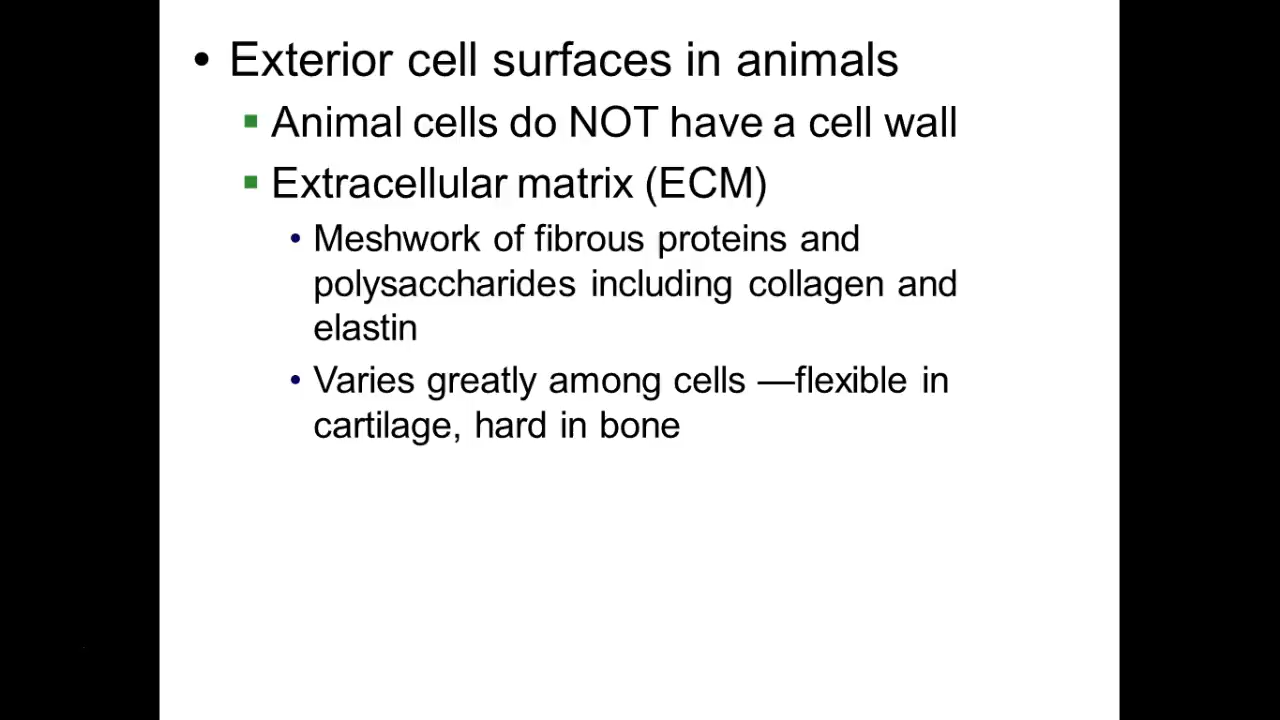 • Exterior cell surfaces in animals
▪ Animal cells do NOT have a cell wall
▪ Extracellular matrix (ECM)
• Meshwork of fibrous proteins and
polysaccharides including collagen and
elastin
• Varies greatly among cells —flexible in
cartilage, hard in bone